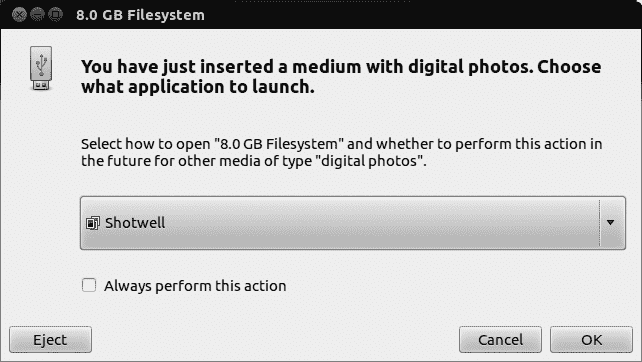 8.0 GB Filesystem
You have just inserted a medium with digital photos. Choose
what application to launch.
Select how to open "8.0 GB Filesystem" and whether to perform this action in
the future for other media of type "digital photos".
Shotwell
Always perform this action
Eject
Cancel
OK